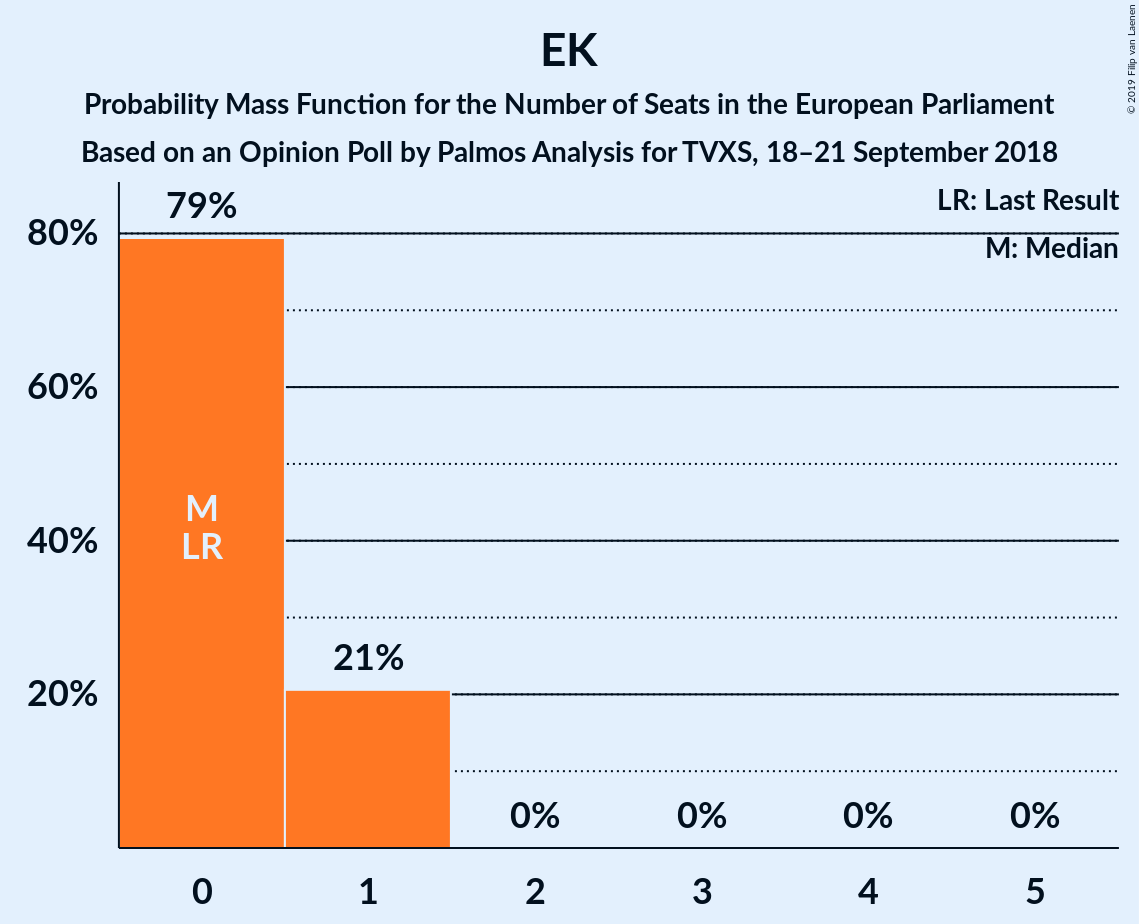 EK
Probability Mass Function for the Number of Seats in the European Parliament
Based on an Opinion Poll by Palmos Analysis for TVXS, 18–21 September 2018
© 2019 Filip van Laenen
LR: Last Result
M: Median
79%
80%
60%
M
LR
40%
21%
20%
0%
0%
0%
0%
0
1
2
3
4
5